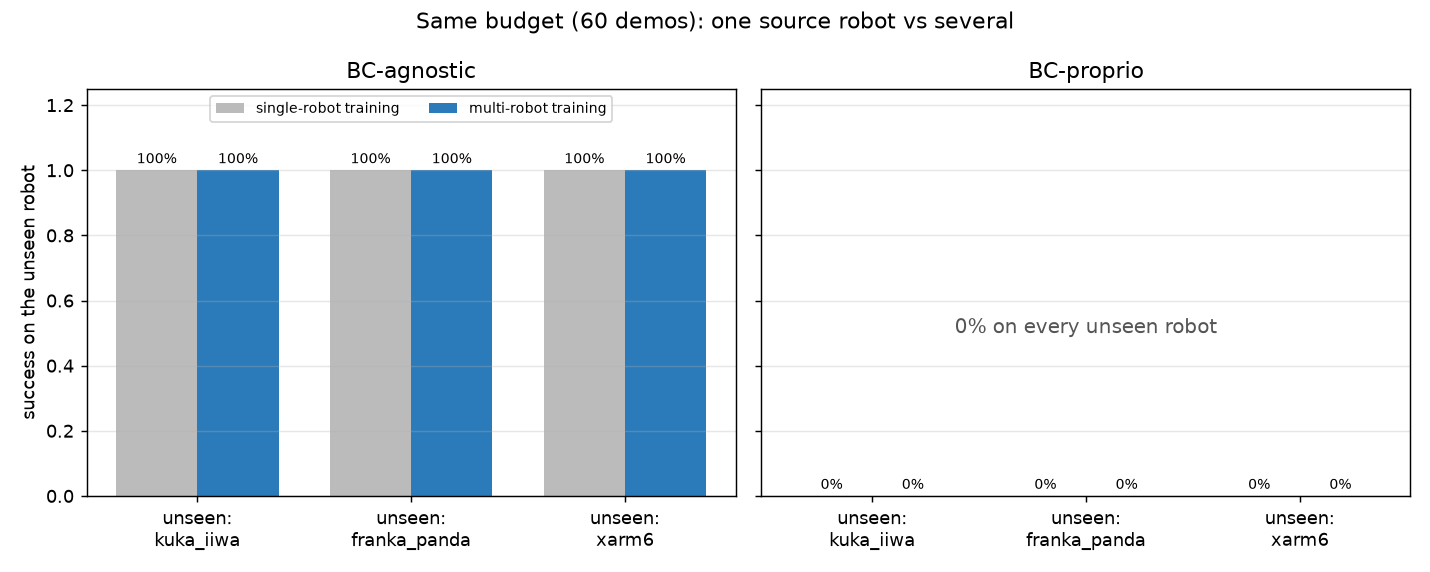 Same budget (60 demos): one source robot vs several
BC-agnostic
single-robot training
multi-robot training
success on the unseen robot
1.2
1.0
0.8
0.6
0.4
0.2
0.0
100%
100%
100%
100%
100%
100%
unseen:
kuka_iiwa
unseen:
franka_panda
unseen:
xarm6
BC-proprio
0% on every unseen robot
0%
0%
0%
0%
0%
0%
unseen:
kuka_iiwa
unseen:
franka_panda
unseen:
xarm6